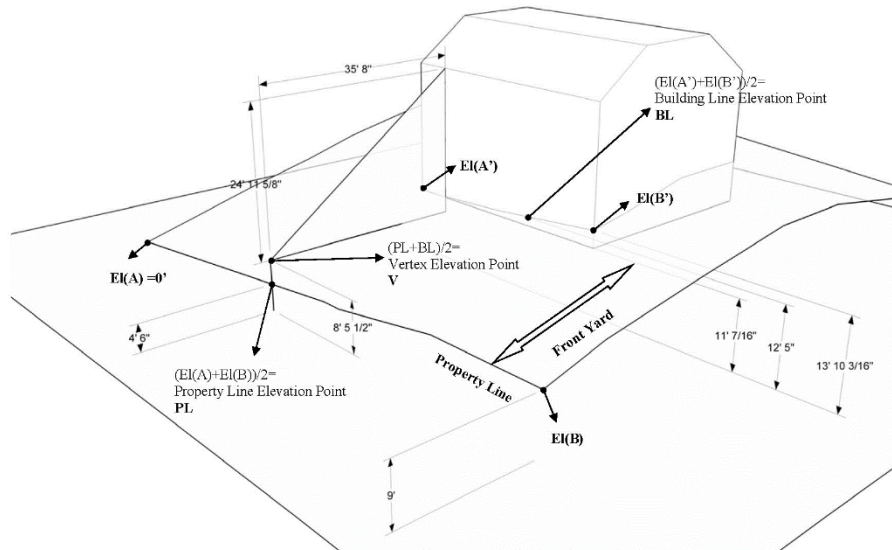 35' 8"
(El(A')+El(B'))/2=
Building Line Elevation Point
BL
El(A')
24' 11 5/8"
El(B')
(PL+BL)/2=
Vertex Elevation Point
V
El(A) =0'
4' 6"
8' 5 1/2"
Front Yard
11' 7/16"
12' 5"
13' 10 3/16"
(El(A)+El(B))/2=
Property Line Elevation Point
PL
Property Line
El(B)
9'